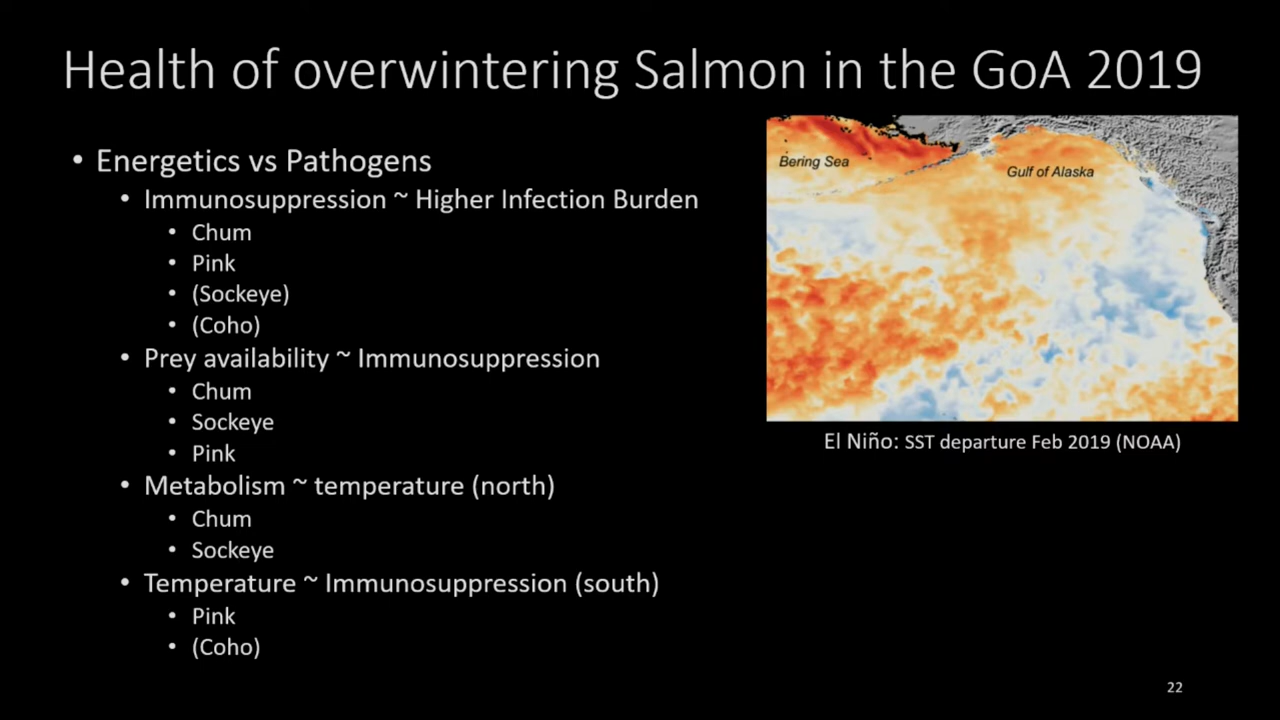 Health of overwintering Salmon in the GoA 2019
• Energetics vs Pathogens
• Immunosuppression ~ Higher Infection Burden
• Chum
• Pink
• (Sockeye)
• (Coho)
• Prey availability ~ Immunosuppression
• Chum
• Sockeye
• Pink
• Metabolism ~ temperature (north)
• Chum
• Sockeye
• Temperature ~ Immunosuppression (south)
• Pink
• (Coho)
Bering Sea
Gulf of Alaska
El Niño: SST departure Feb 2019 (NOAA)
22